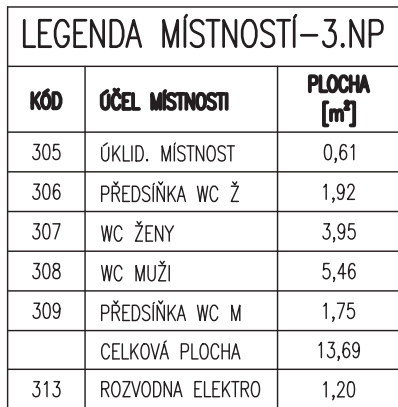 LEGENDA MÍSTNOSTÍ-3.NP
KÓD ÚČEL MÍSTNOSTI PLOCHA [m²]
305 ÚKLID. MÍSTNOST 0,61
306 PŘEDSÍŇKA WC Ž 1,92
307 WC ŽENY 3,95
308 WC MUŽI 5,46
309 PŘEDSÍŇKA WC M 1,75
CELKOVÁ PLOCHA 13,69
313 ROZVODNA ELEKTRO 1,20